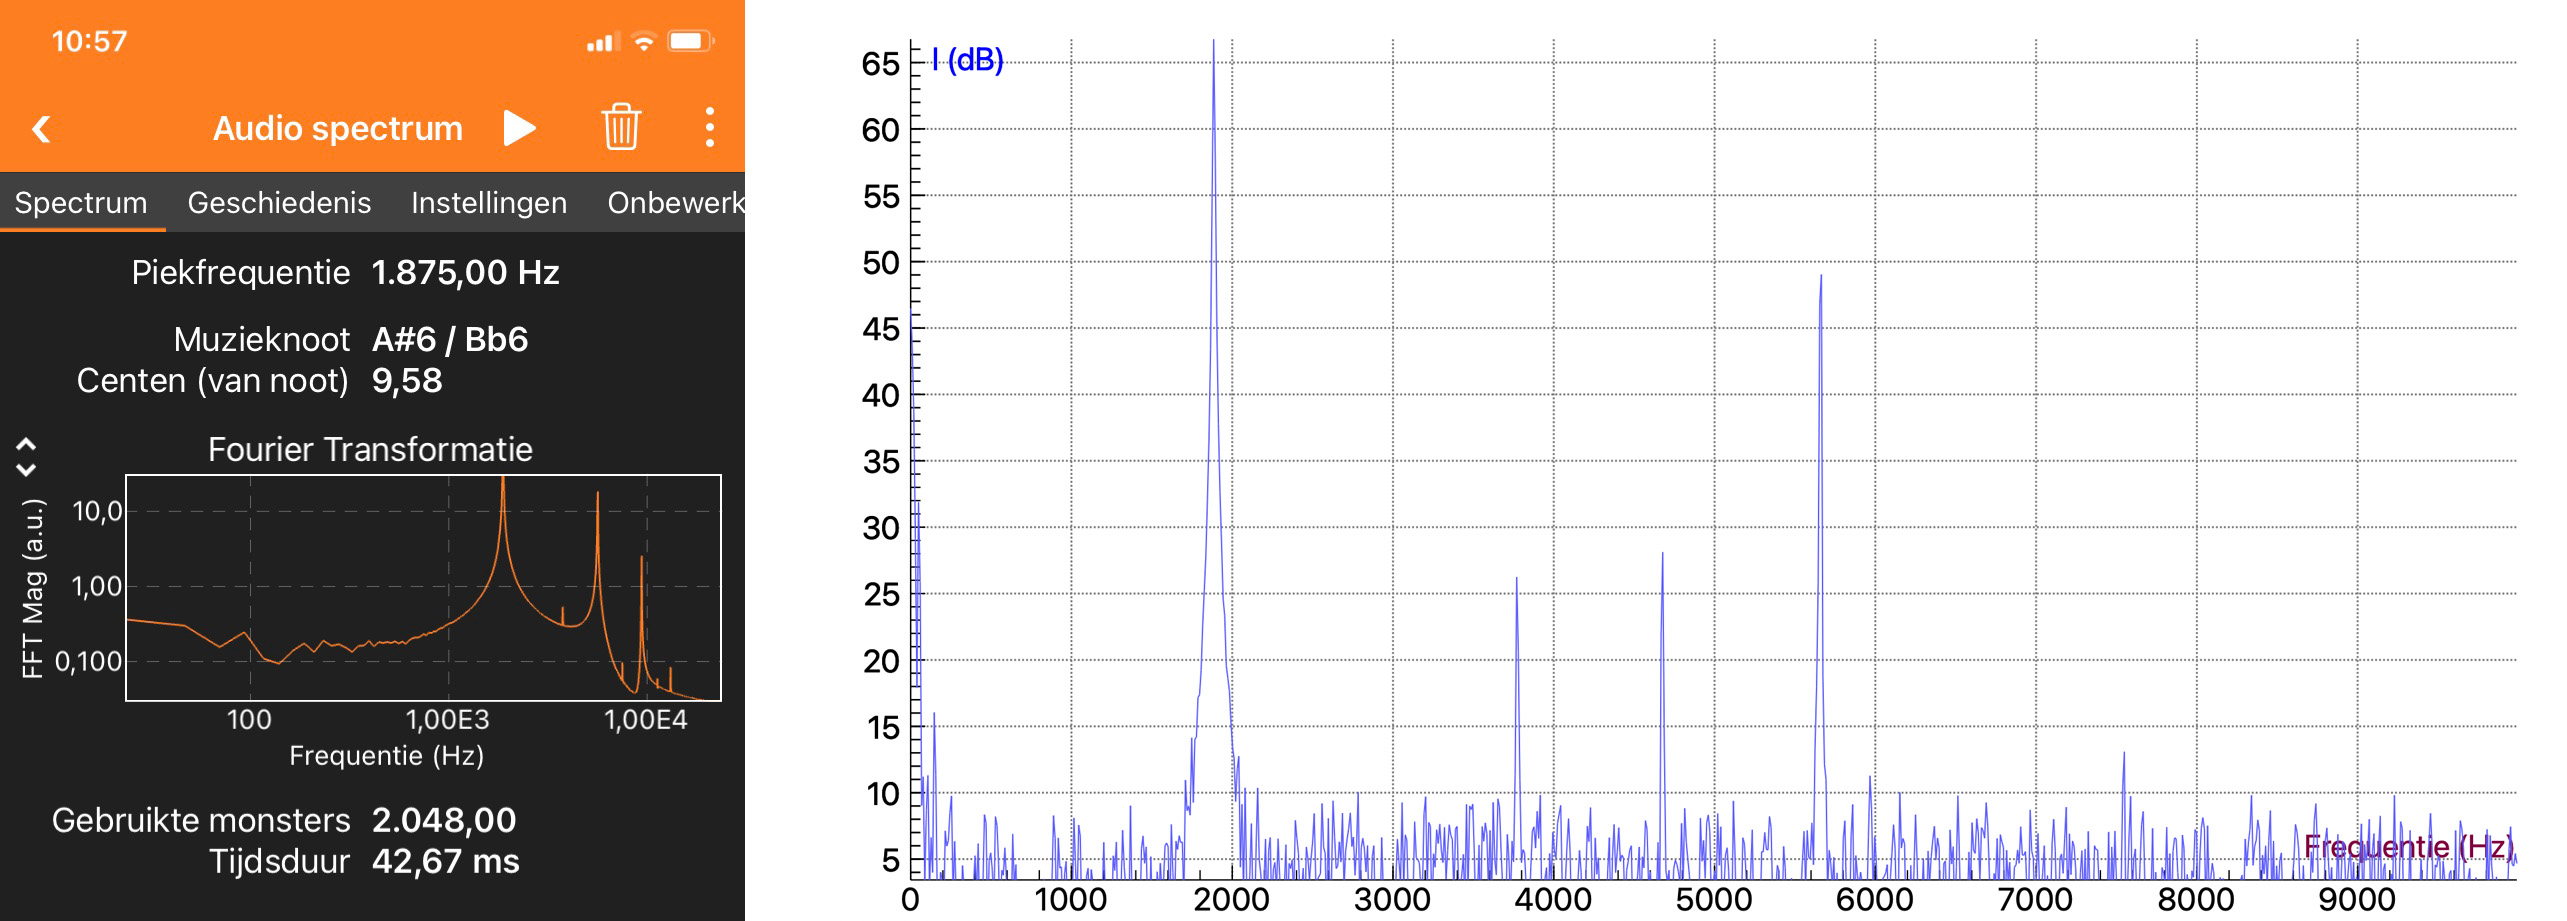 10:57
Audio spectrum
Spectrum Geschiedenis Instellingen Onbewerk
Piekfrequentie 1.875,00 Hz
Muzieknoot A#6 / Bb6
Centen (van noot) 9,58
Fourier Transformatie
FFT Mag (a.u.)
10,0
1,00
0,100
100 1,00E3 1,00E4
Frequentie (Hz)
Gebruikte monsters 2.048,00
Tijdsduur 42,67 ms
I (dB)
65
60
55
50
45
40
35
30
25
20
15
10
5
Frequentie (Hz)
0 1000 2000 3000 4000 5000 6000 7000 8000 9000